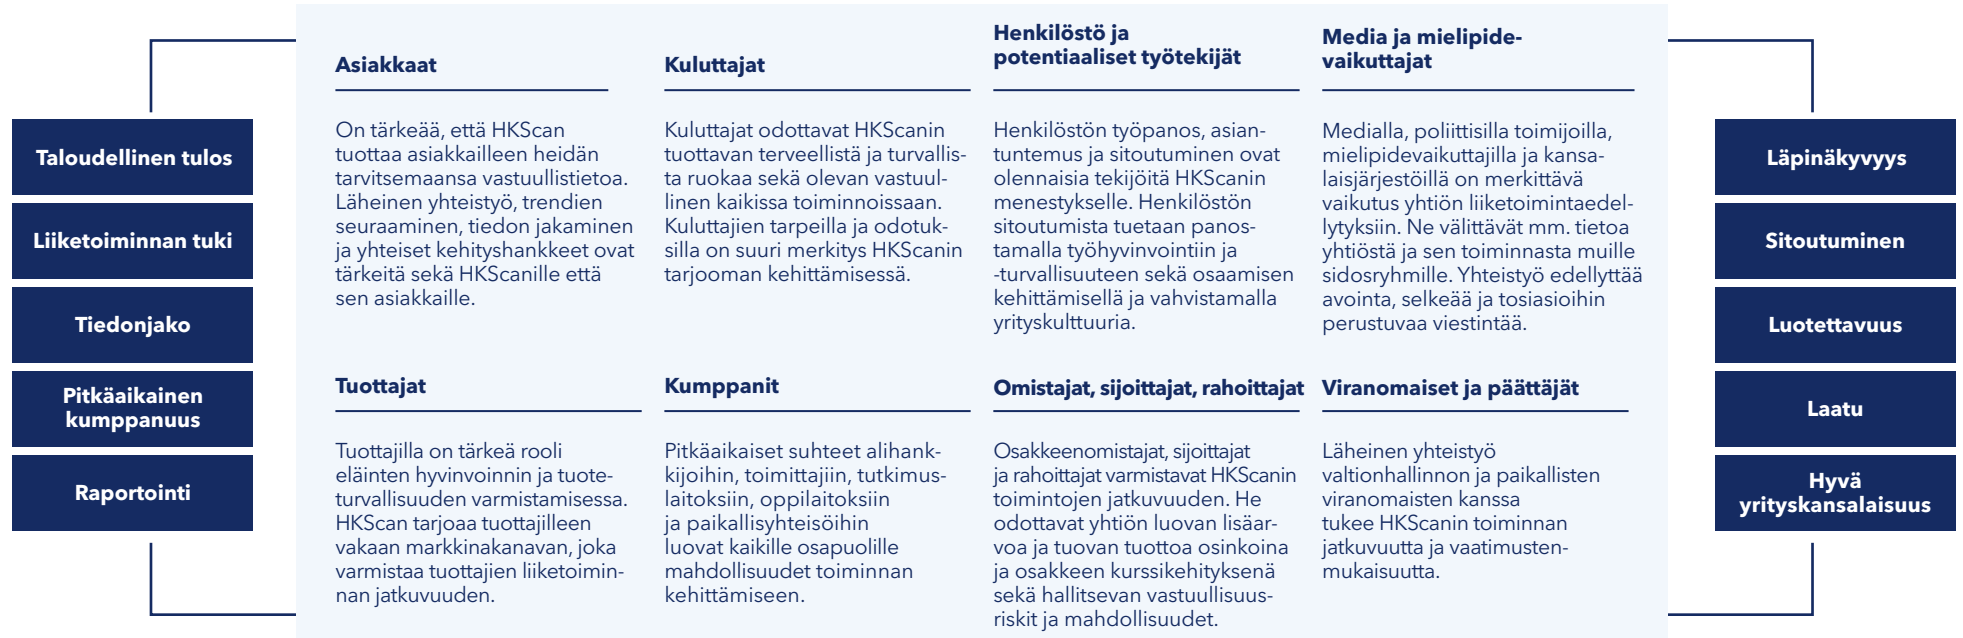 Taloudellinen tulos
Liiketoiminnan tuki
Tiedonjako
Pitkäaikainen
kumppanuus
Raportointi
Asiakkaat
On tärkeää, että HKScan
tuottaa asiakkailleen heidän
tarvitsemaansa vastuullistietoa.
Läheinen yhteistyö, trendien
seuraaminen, tiedon jakaminen
ja yhteiset kehityshankkeet ovat
tärkeitä sekä HKScanille että
sen asiakkaille.
Kuluttajat
Kuluttajat odottavat HKScanin
tuottavan terveellistä ja turvallis-
ta ruokaa sekä olevan vastuul-
linen kaikissa toiminnoissaan.
Kuluttajien tarpeilla ja odotuk-
silla on suuri merkitys HKScanin
tarjooman kehittämisessä.
Henkilöstö ja
potentiaaliset työtekijät
Henkilöstön työpanos, asian-
tuntemus ja sitoutuminen ovat
olennaisia tekijöitä HKScanin
menestykselle. Henkilöstön
sitoutumista tuetaan panos-
tamalla työhyvinvointiin ja
-turvallisuuteen sekä osaamisen
kehittämisellä ja vahvistamalla
yrityskulttuuria.
Media ja mielipide-
vaikuttajat
Medialla, poliittisilla toimijoilla,
mielipidevaikuttajilla ja kansa-
laisjärjestöillä on merkittävä
vaikutus yhtiön liiketoimintaedel-
lytyksiin. Ne välittävät mm. tietoa
yhtiöstä ja sen toiminnasta muille
sidosryhmille. Yhteistyö edellyttää
avointa, selkeää ja tosiasioihin
perustuvaa viestintää.
Tuottajat
Tuottajilla on tärkeä rooli
eläinten hyvinvoinnin ja tuote-
turvallisuuden varmistamisessa.
HKScan tarjoaa tuottajilleen
vakaan markkinakanavan, joka
varmistaa tuottajien liiketoimin-
nan jatkuvuuden.
Kumppanit
Pitkäaikaiset suhteet alihank-
kijoihin, toimittajiin, tutkimus-
laitoksiin, oppilaitoksiin
ja paikallisyhteisöihin
luovat kaikille osapuolille
mahdollisuudet toiminnan
kehittämiseen.
Omistajat, sijoittajat, rahoittajat
Osakkeenomistajat, sijoittajat
ja rahoittajat varmistavat HKScanin
toimintojen jatkuvuuden. He
odottavat yhtiön luovan lisäar-
voa ja tuovan tuottoa osinkoina
ja osakkeen kurssikehityksenä
sekä hallitsevan vastuullisuus-
riskit ja mahdollisuudet.
Viranomaiset ja päättäjät
Läheinen yhteistyö
valtionhallinnon ja paikallisten
viranomaisten kanssa
tukee HKScanin toiminnan
jatkuvuutta ja vaatimusten-
mukaisuutta.
Läpinäkyvyys
Sitoutuminen
Luotettavuus
Laatu
Hyvä
yrityskansalaisuus